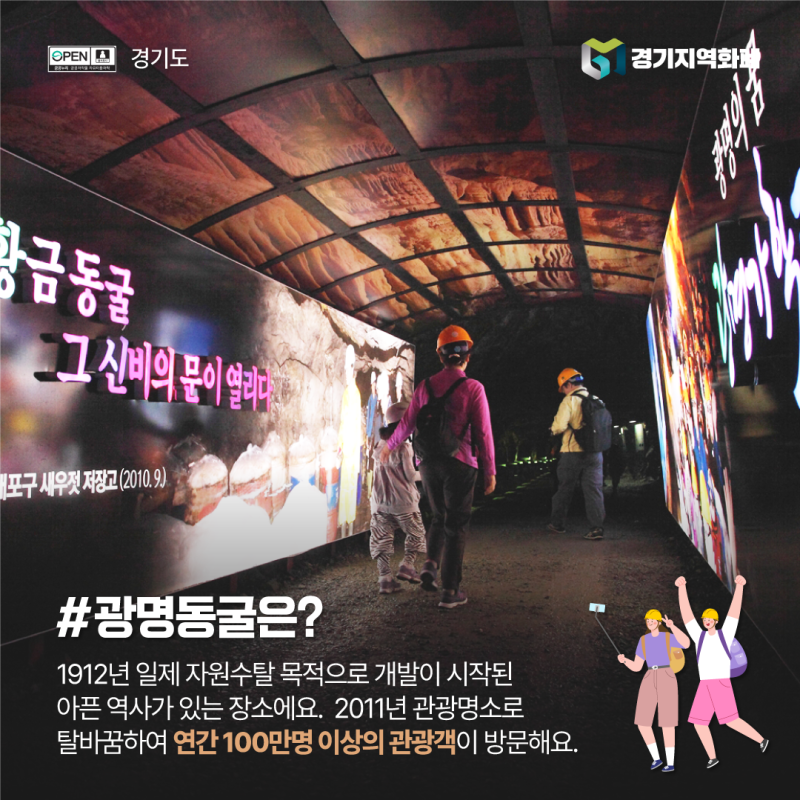 OPEN
경기도
경기지역화폐
광명의 꿈
황금동굴
그 신비의 문이 열리다
새우젓 저장고 (2010. 9.)
#광명동굴은?
1912년 일제 자원수탈 목적으로 개발이 시작된
아픈 역사가 있는 장소에요. 2011년 관광명소로
탈바꿈하여 연간 100만명 이상의 관광객이 방문해요.